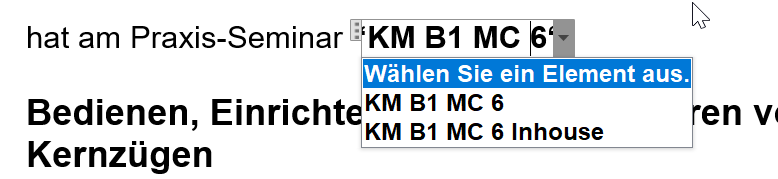 hat am Praxis-Seminar “KM B1 MC 6“
Wählen Sie ein Element aus.
KM B1 MC 6
KM B1 MC 6 Inhouse
Bedienen,
Kernzügen